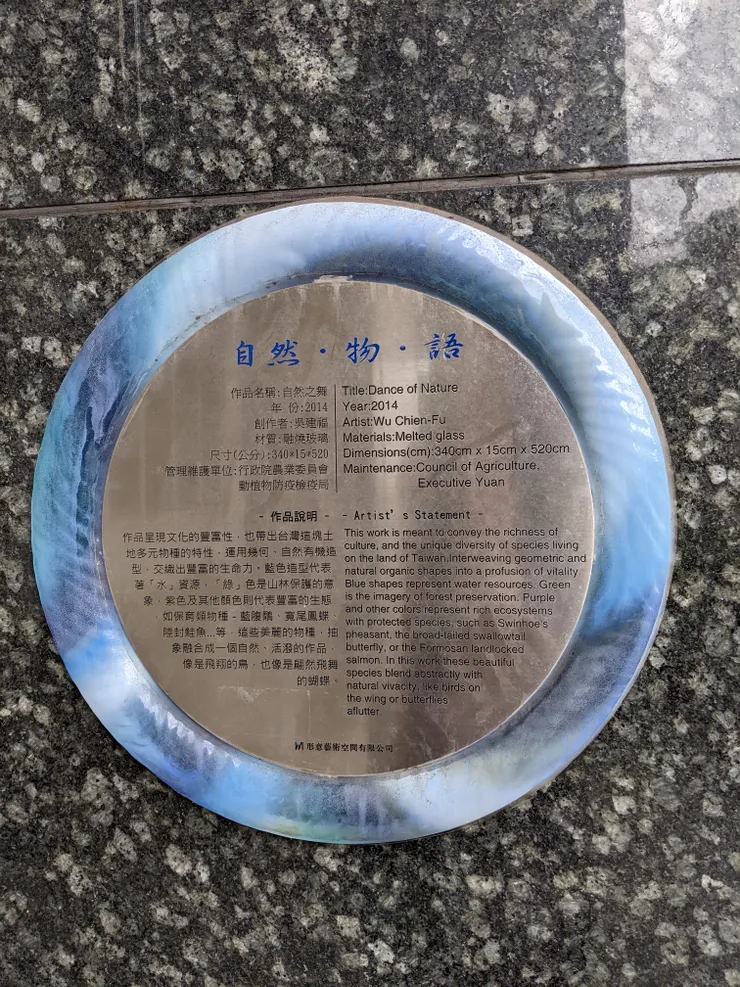 自然・物・語
作品名稱:自然之舞
年 份:2014
創作者:吳建福
材質:融燒玻璃
尺寸(公分):340*15*520
管理維護單位:行政院農業委員會
動植物防疫檢疫局
Title:Dance of Nature
Year:2014
Artist:Wu Chien-Fu
Materials:Melted glass
Dimensions(cm):340cm x 15cm x 520cm
Maintenance:Council of Agriculture,
Executive Yuan
- 作品說明 -
作品呈現文化的豐富性，也帶出台灣這塊土
地多元物種的特性，運用幾何、自然有機造
型，交織出豐富的生命力。藍色造型代表
著「水」資源，「綠」色是山林保護的意
象，紫色及其他顏色則代表豐富的生態
，如保育類物種-藍腹鷴、寬尾鳳蝶、
陸封鮭魚…等，這些美麗的物種，抽
象融合成一個自然、活潑的作品，
像是飛翔的鳥，也像是翩然飛舞
的蝴蝶。
- Artist's Statement -
This work is meant to convey the richness of
culture, and the unique diversity of species living
on the land of Taiwan.Interweaving geometric and
natural organic shapes into a profusion of vitality.
Blue shapes represent water resources. Green
is the imagery of forest preservation. Purple
and other colors represent rich ecosystems
with protected species, such as Swinhoe's
pheasant, the broad-tailed swallowtail
butterfly, or the Formosan landlocked
salmon. In this work these beautiful
species blend abstractly with
natural vivacity, like birds on
the wing or butterflies
aflutter.
形意藝術空間有限公司